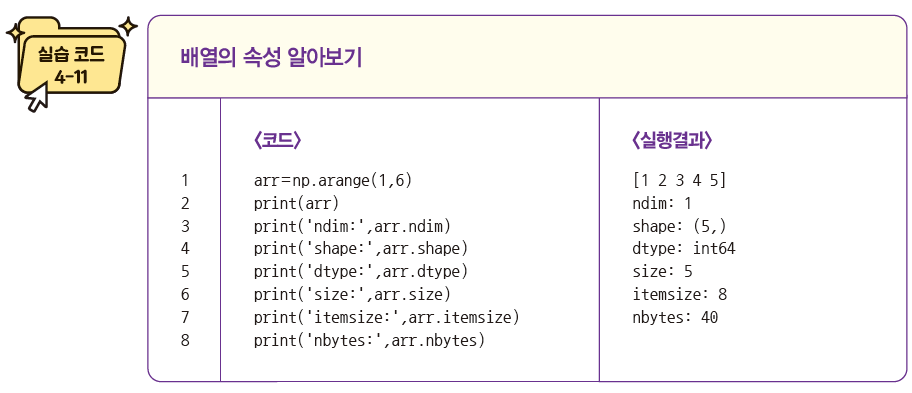 실습 코드
4-11
배열의 속성 알아보기
<코드>
1 arr=np.arange(1,6)
2 print(arr)
3 print('ndim:',arr.ndim)
4 print('shape:',arr.shape)
5 print('dtype:',arr.dtype)
6 print('size:',arr.size)
7 print('itemsize:',arr.itemsize)
8 print('nbytes:',arr.nbytes)
<실행결과>
[1 2 3 4 5]
ndim: 1
shape: (5,)
dtype: int64
size: 5
itemsize: 8
nbytes: 40